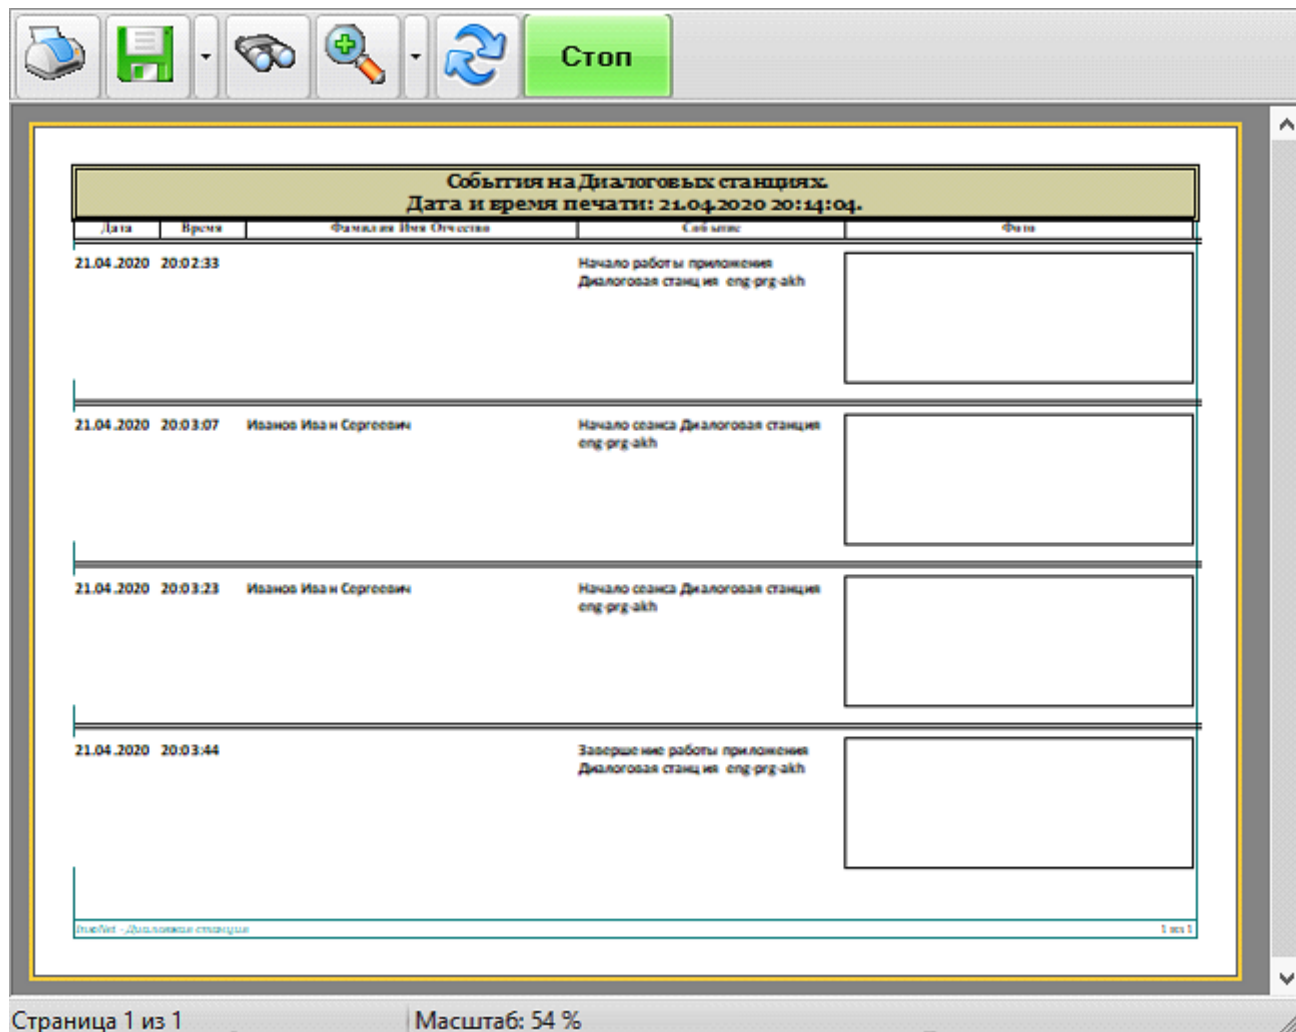 Стоп
События на Диалоговых станциях.
Дата и время печати: 21.04.2020 20:14:04.
Дата Время Фамилия Имя Отчество Событие Фото
21.04.2020 20:02:33 Начало работы приложения
Диалоговая станция eng-prg-akh
21.04.2020 20:03:07 Иванов Иван Сергеевич Начало сеанса Диалоговая станция
eng-prg-akh
21.04.2020 20:03:23 Иванов Иван Сергеевич Начало сеанса Диалоговая станция
eng-prg-akh
21.04.2020 20:03:44 Завершение работы приложения
Диалоговая станция eng-prg-akh
1 из 1
Страница 1 из 1 Масштаб: 54 %